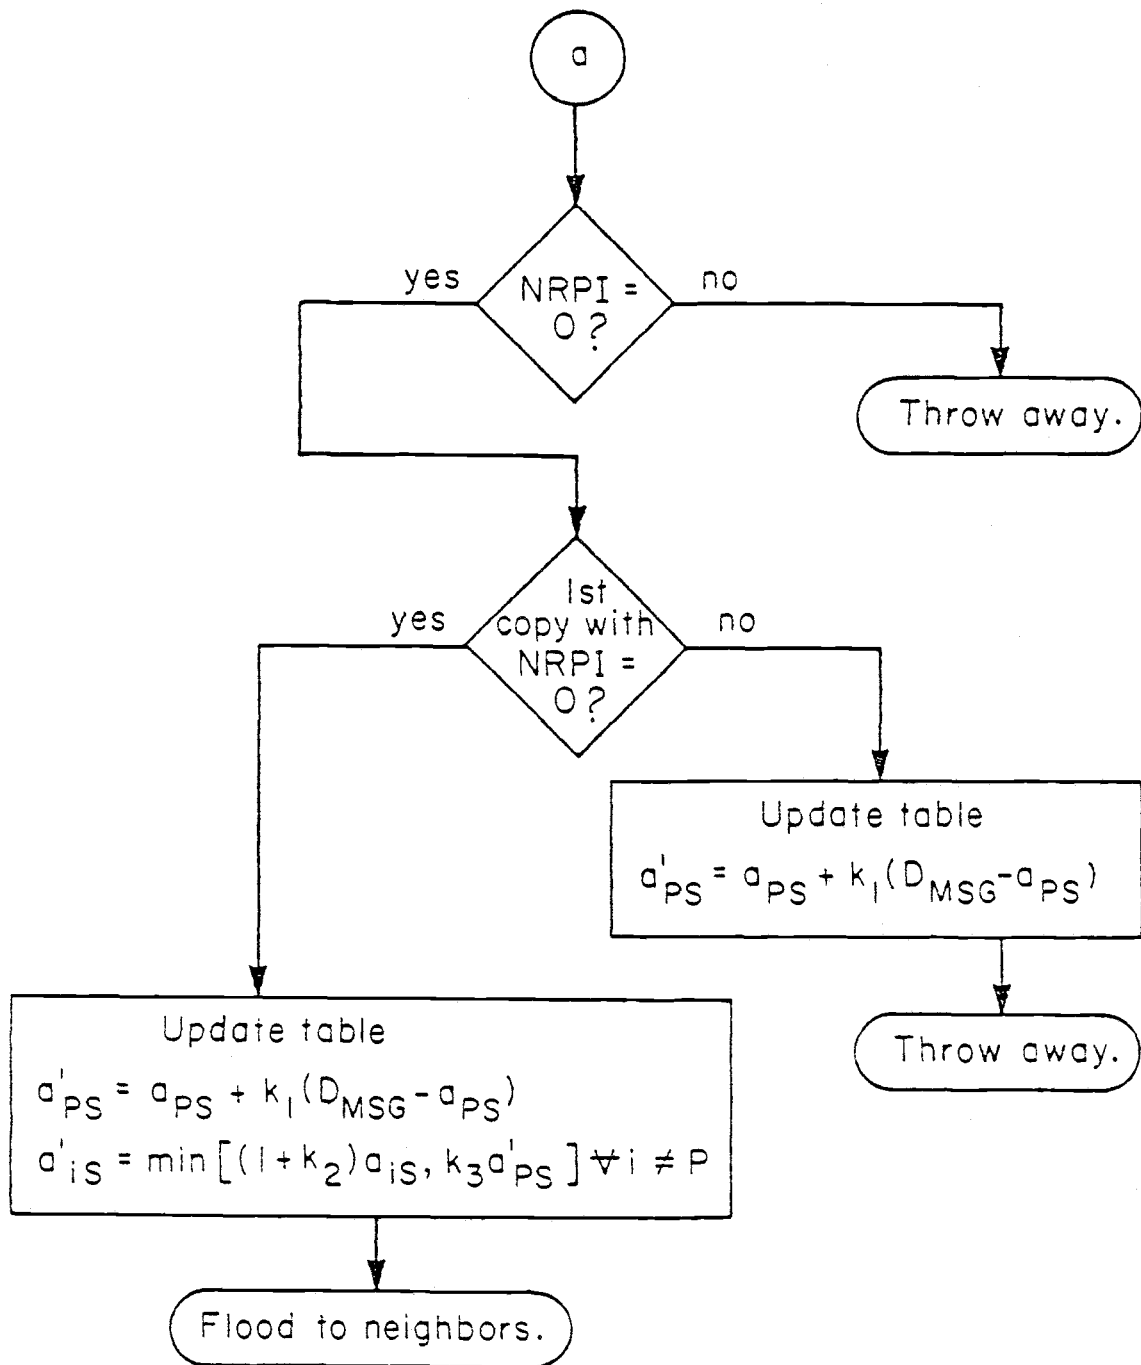 a
yes
NRPI =
0?
no
Throw away.
yes
1st
copy with
NRPI =
0?
no
Update table
a'PS = aPS + k1(DMSG-aPS)
Throw away.
Update table
a'PS = aPS + k1(DMSG-aPS)
a'iS = min[(1+k2)aiS, k3a'PS] ∀ i ≠ P
Flood to neighbors.